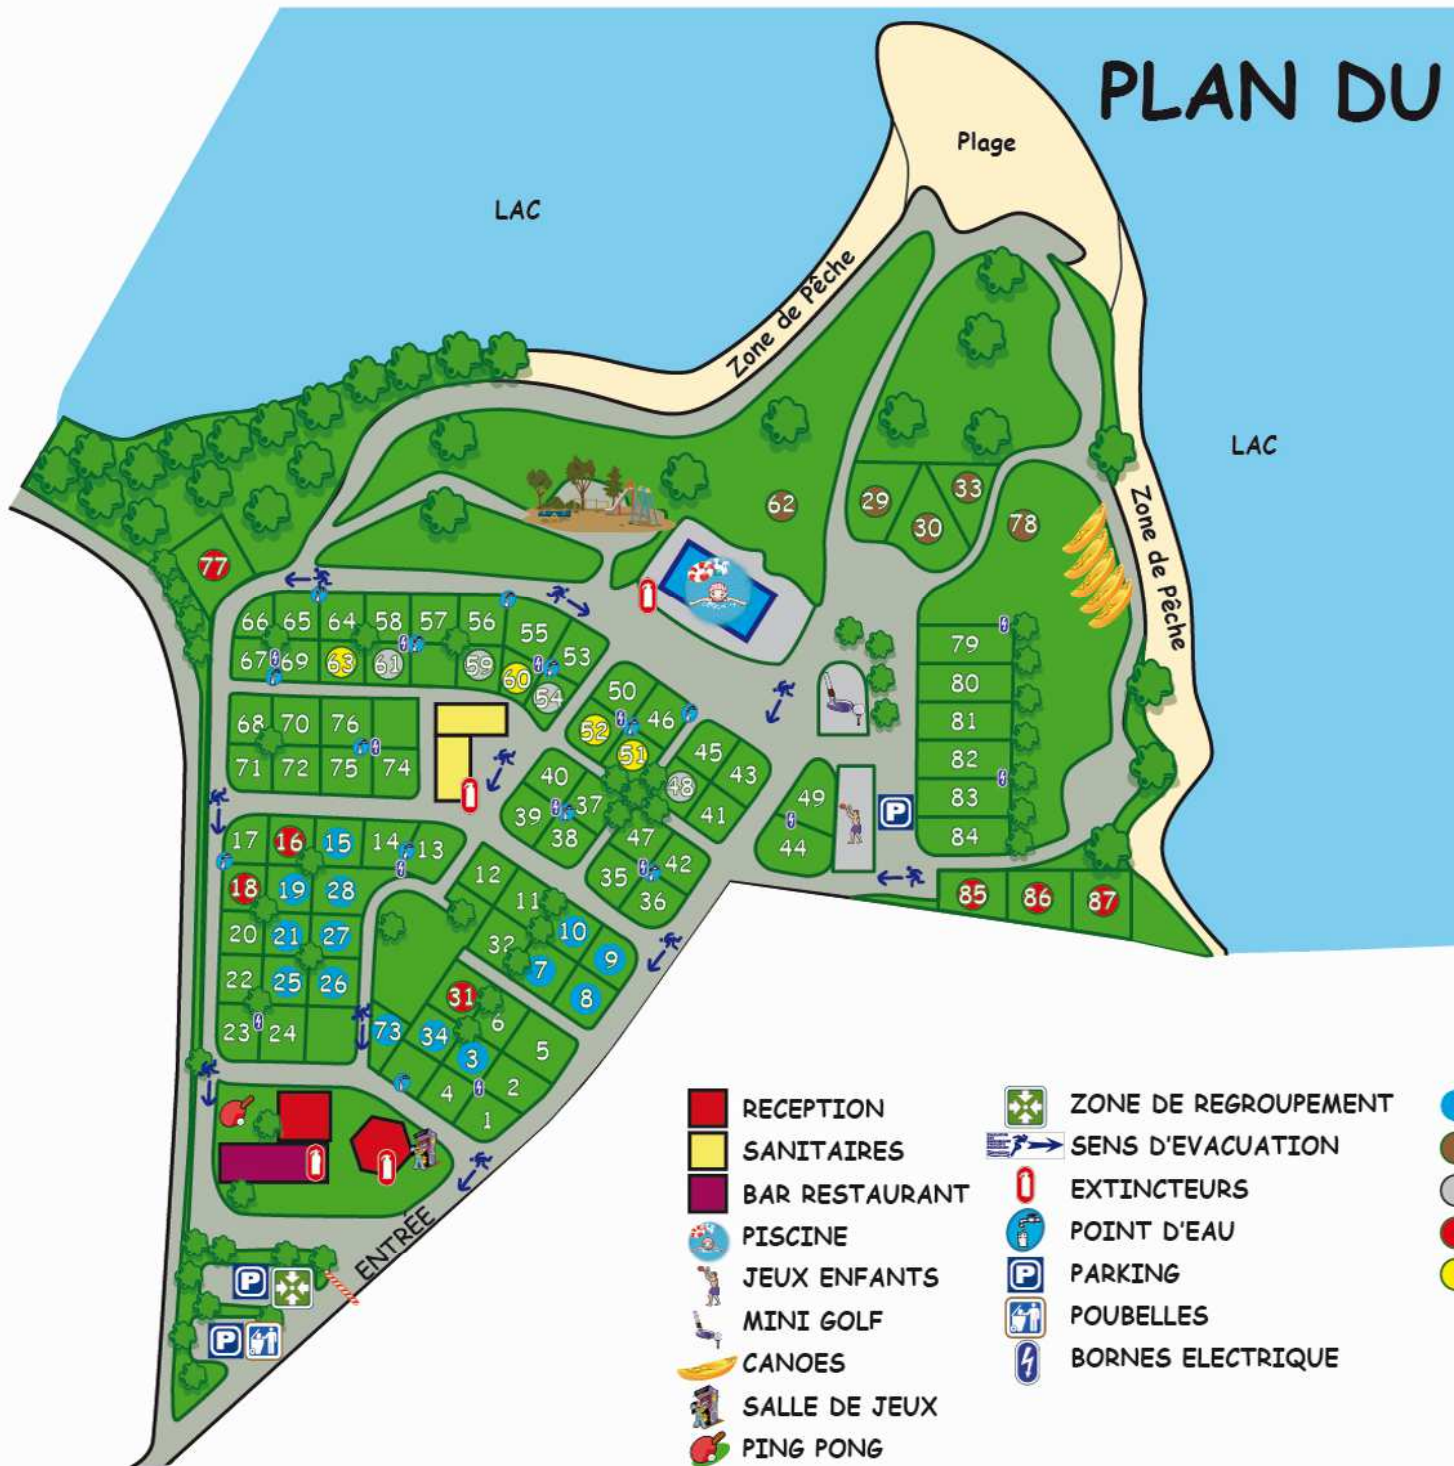 PLAN DU
Plage
LAC
Zone de Pêche
LAC
Zone de Pêche
62
29
30
33
78
77
66 65 64 58 57 56 55 53
67 69 63 61 59 60 54
68 70 76
71 72 75 74
50 46
52 51
45 43
48 41
40 37
39 38
47 42
35 36
49
44
79
80
81
82
83
84
85 86 87
17 16 15 14 13
18 19 28
20 21 27
22 25 26
23 24
12 11 10 9
32 7 8
31 6 5
73 34 3 2
4 1
P
P
P
ENTRÉE
RECEPTION
SANITAIRES
BAR RESTAURANT
PISCINE
JEUX ENFANTS
MINI GOLF
CANOES
SALLE DE JEUX
PING PONG
ZONE DE REGROUPEMENT
SENS D'EVACUATION
EXTINCTEURS
POINT D'EAU
P PARKING
POUBELLES
BORNES ELECTRIQUE